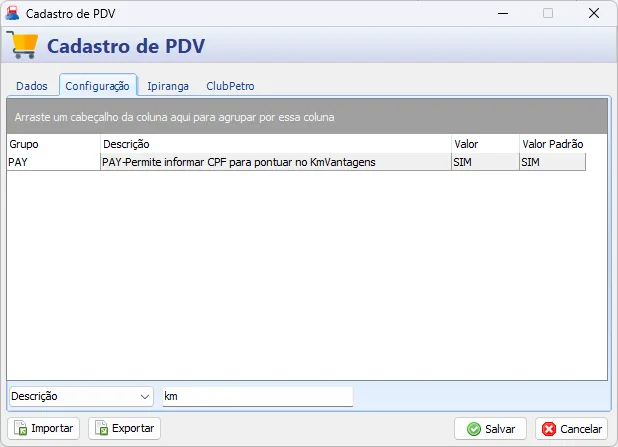 Cadastro de PDV
Cadastro de PDV
Dados Configuração Ipiranga ClubPetro
Arraste um cabeçalho da coluna aqui para agrupar por essa coluna
Grupo Descrição Valor Valor Padrão
PAY PAY-Permite informar CPF para pontuar no KmVantagens SIM SIM
Descrição km
Importar Exportar Salvar Cancelar